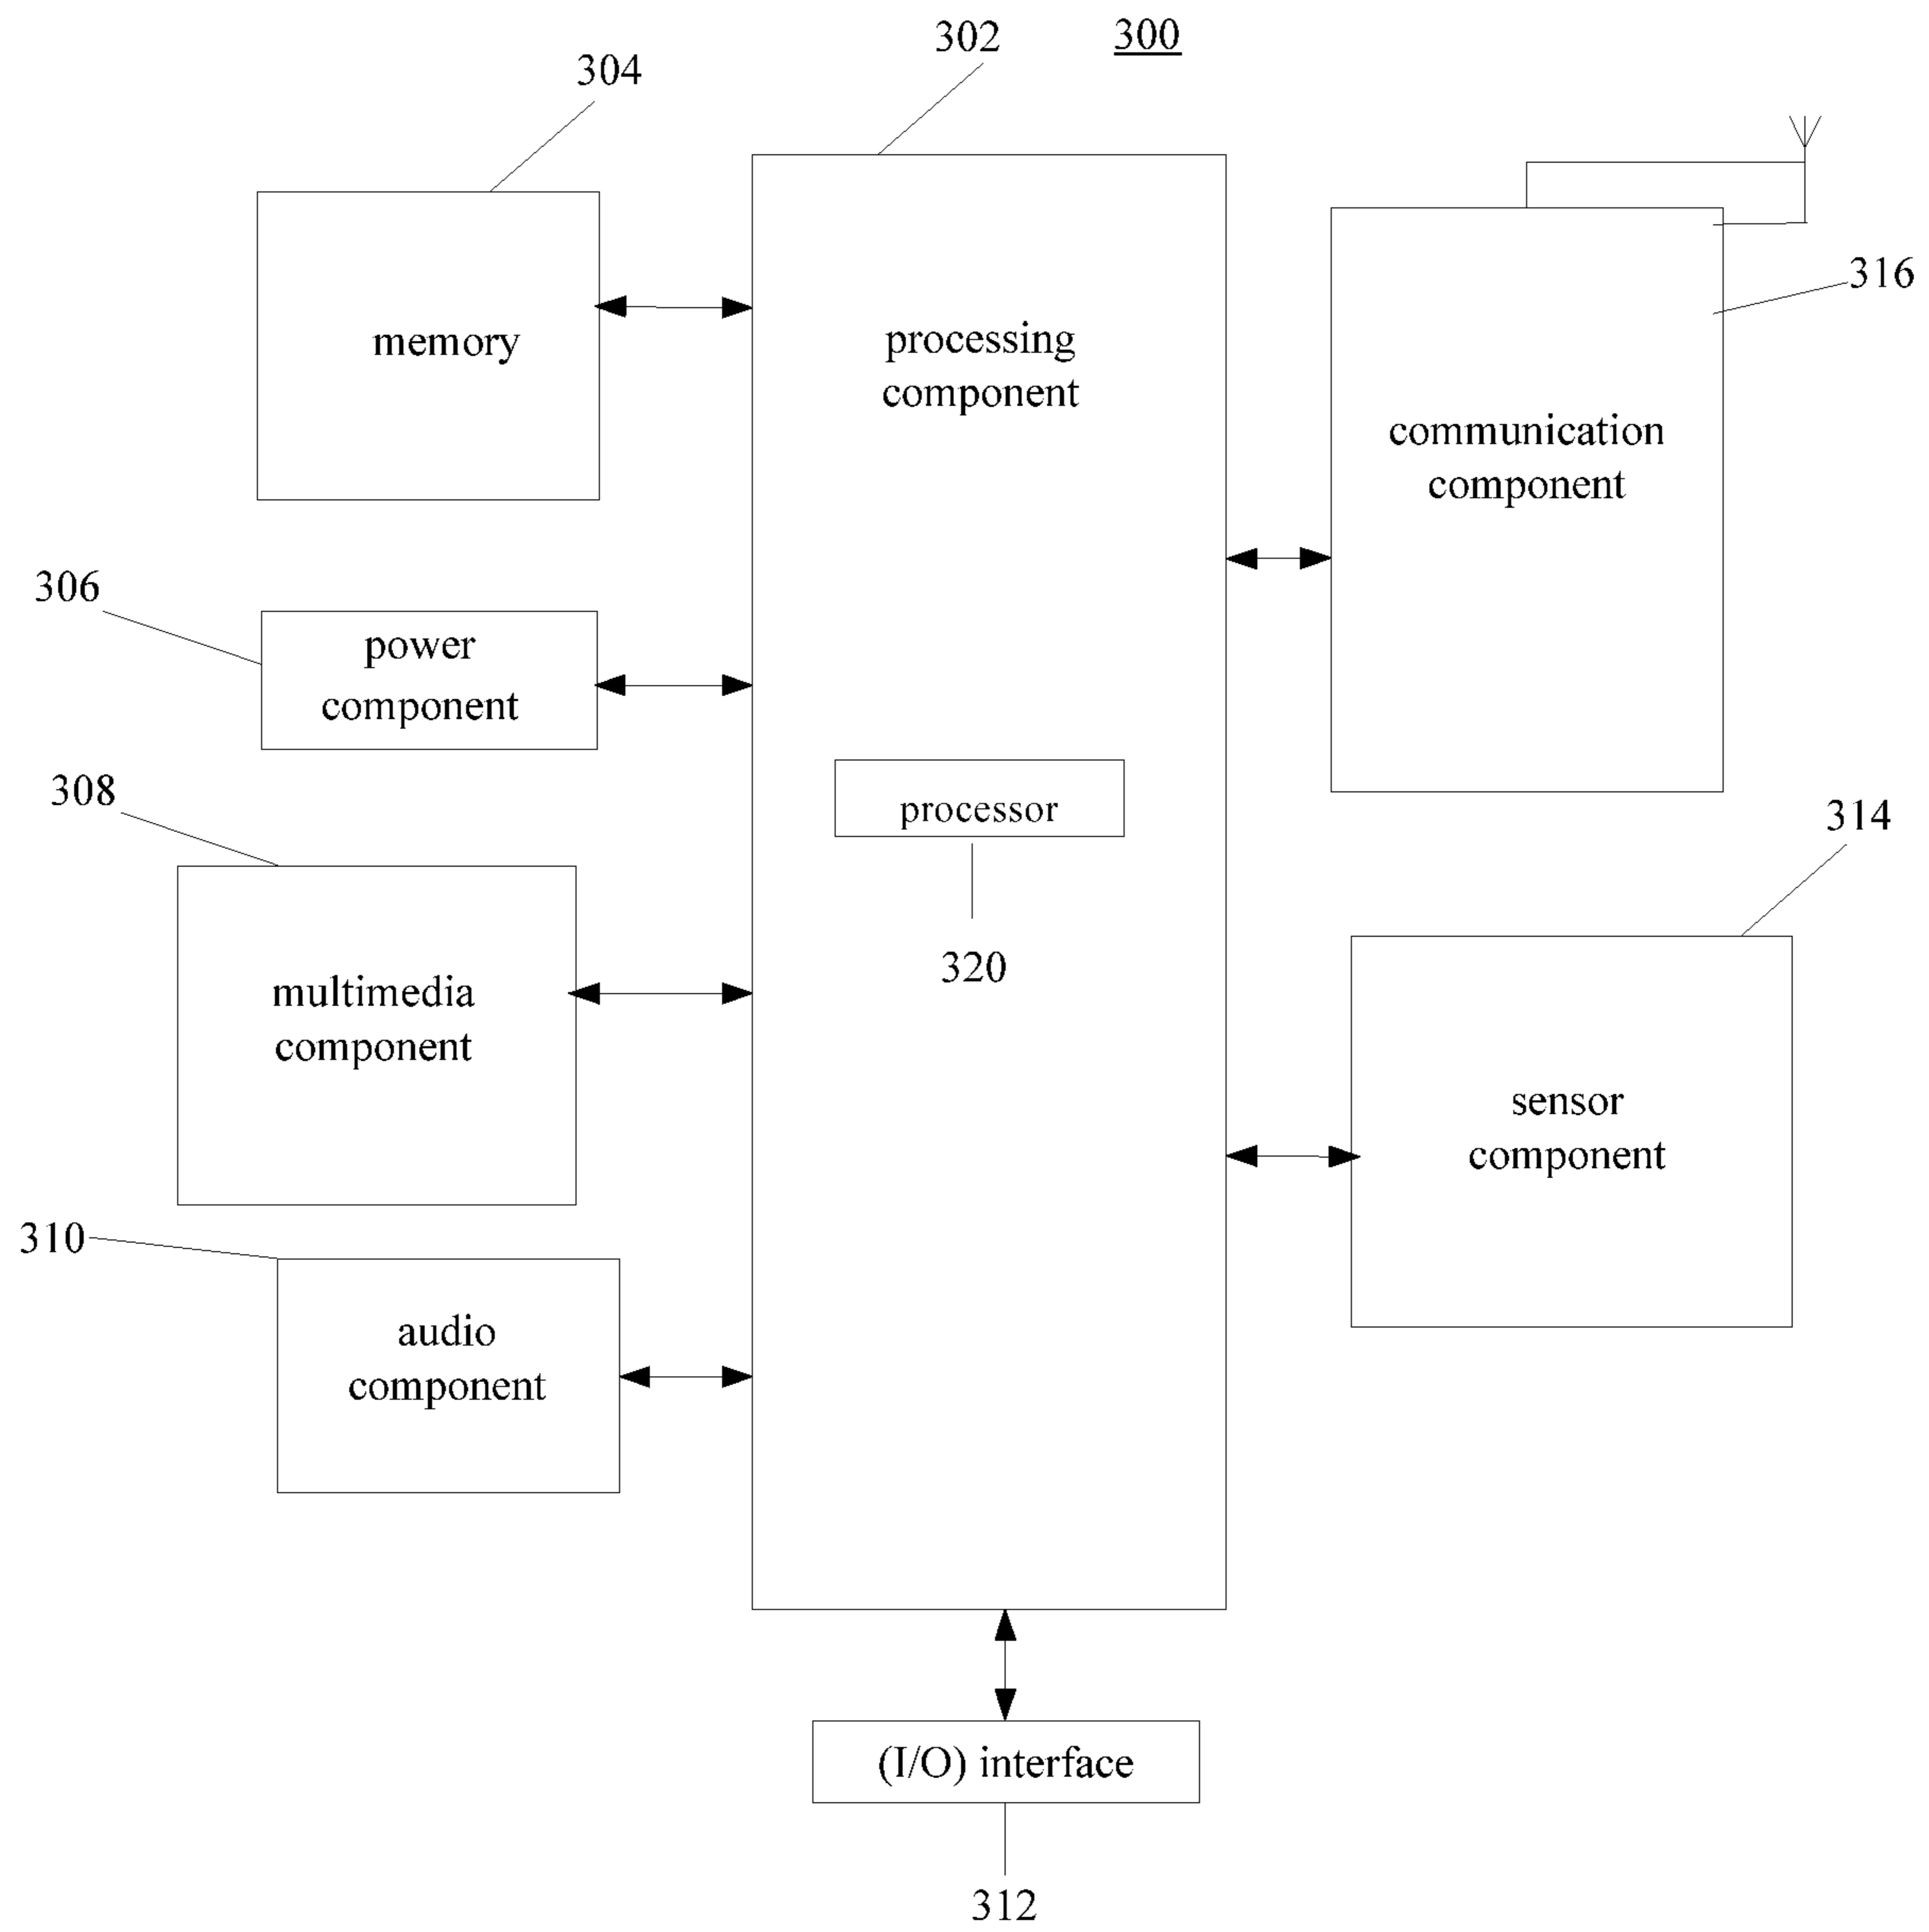 302
300
304
316
memory
processing
component
communication
component
306
power
component
308
processor
314
320
multimedia
component
sensor
component
310
audio
component
(I/O) interface
312